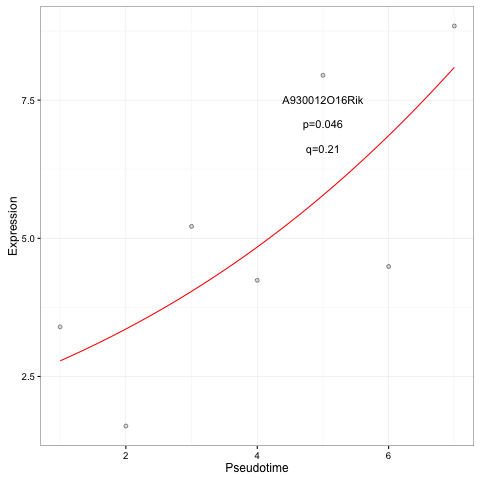 A930012O16Rik
p=0.046
q=0.21
7.5
5.0
2.5
Expression
2
4
6
Pseudotime